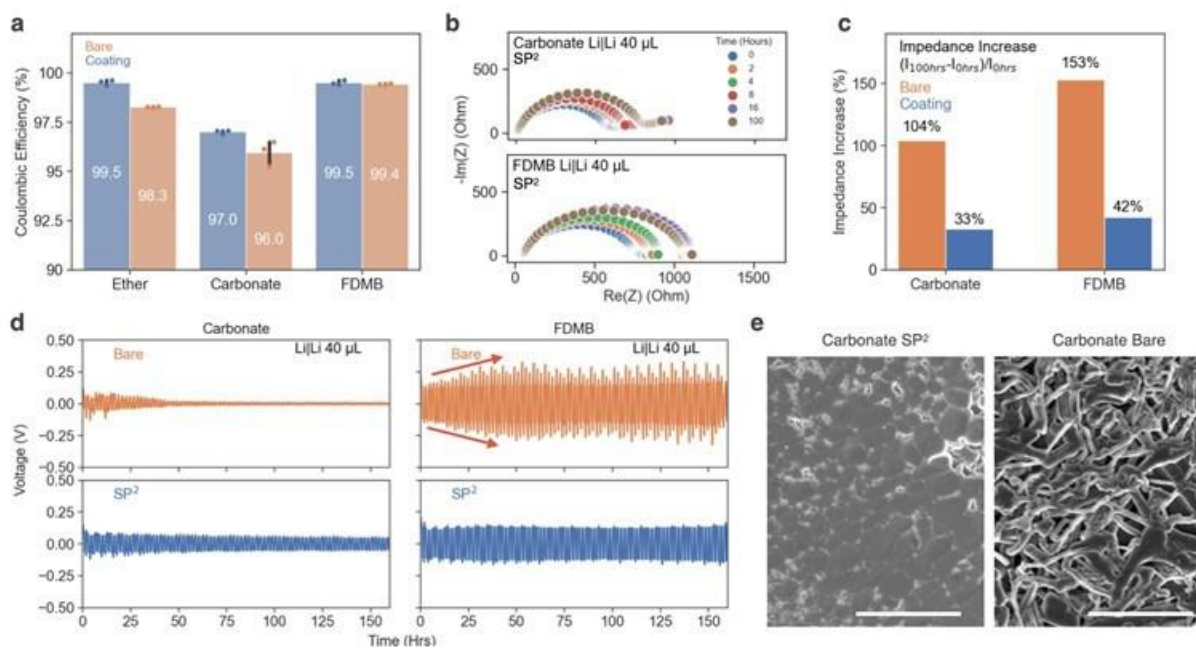 a
Bare
Coating
Coulombic Efficiency (%)
100
97.5
95
92.5
90
99.5
98.3
97.0
96.0
99.5
99.4
Ether
Carbonate
FDMB
b
Carbonate Li|Li 40 µL
SP²
Time (Hours)
0
2
4
8
16
100
500
0
FDMB Li|Li 40 µL
SP²
500
0
-Im(Z) (Ohm)
0
500
1000
1500
Re(Z) (Ohm)
c
Impedance Increase
(I100hrs-I0hrs)/I0hrs
Bare
Coating
Impedance Increase (%)
150
100
50
0
104%
33%
153%
42%
Carbonate
FDMB
d
Carbonate
FDMB
Bare
Li|Li 40 µL
Bare
Li|Li 40 µL
0.50
0.25
0.00
−0.25
−0.50
Voltage (V)
SP²
SP²
0.50
0.25
0.00
−0.25
−0.50
0 25 50 75 100 125 150
0 25 50 75 100 125 150
Time (Hrs)
e
Carbonate SP²
Carbonate Bare